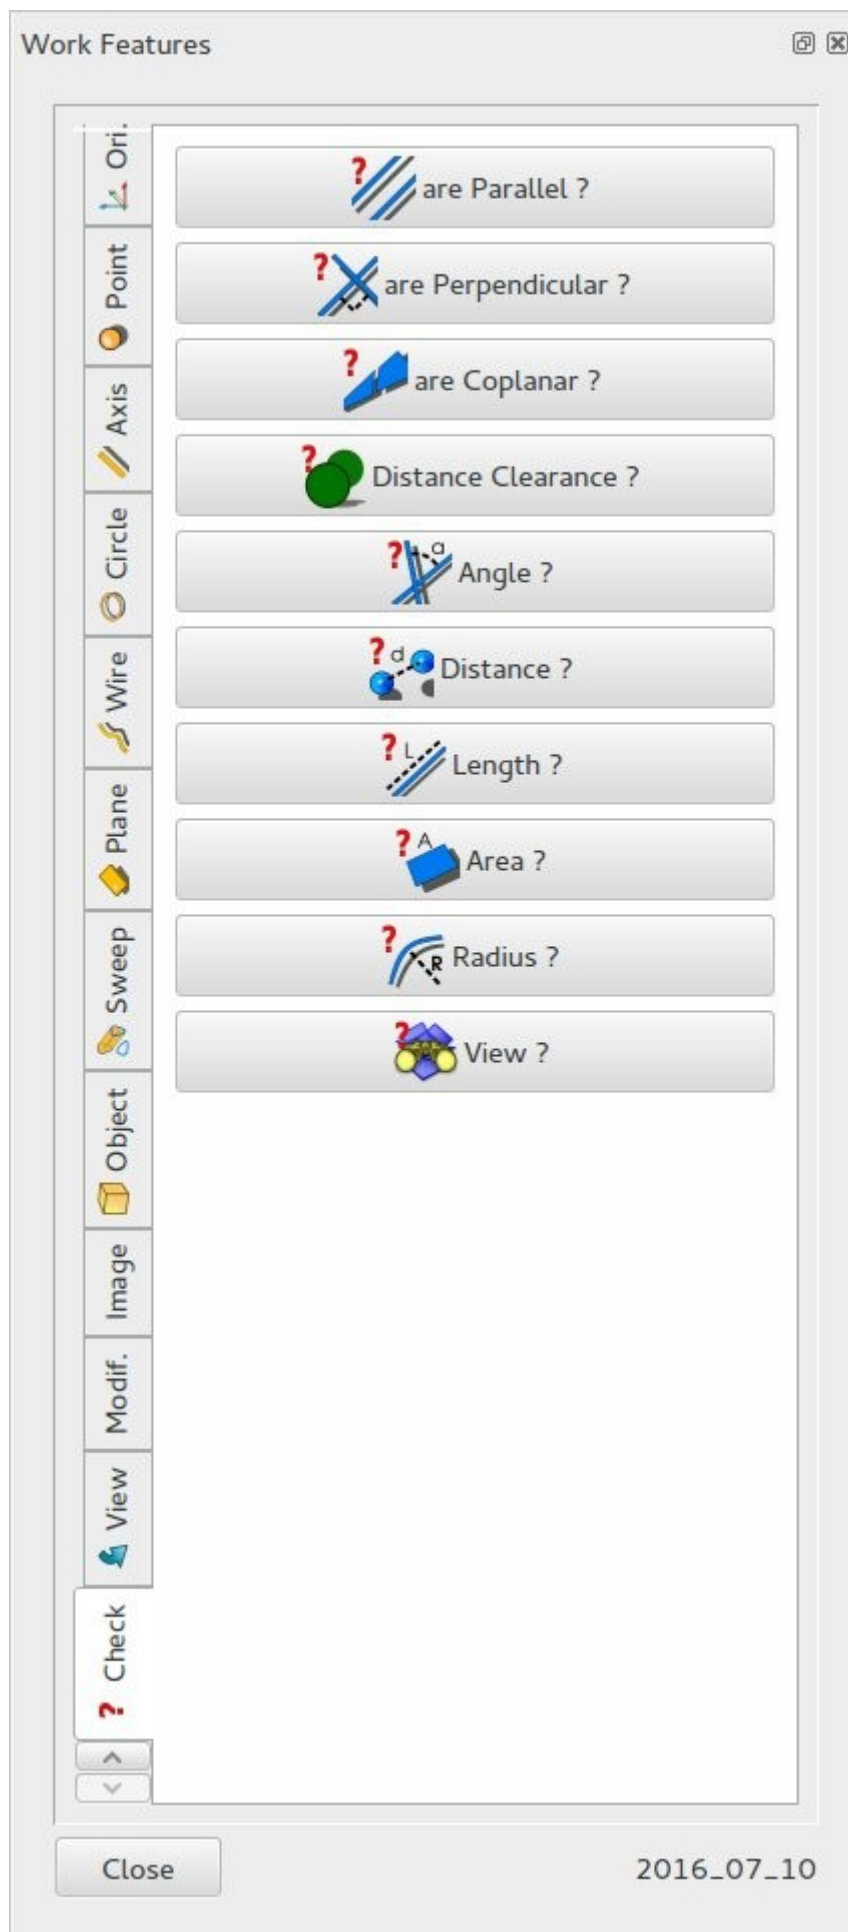 Work Features
Ori.
Point
Axis
Circle
Wire
Plane
Sweep
Object
Image
Modif.
View
? Check
? are Parallel ?
? are Perpendicular ?
? are Coplanar ?
? Distance Clearance ?
? a Angle ?
? d Distance ?
? L Length ?
? A Area ?
? R Radius ?
? View ?
Close
2016_07_10